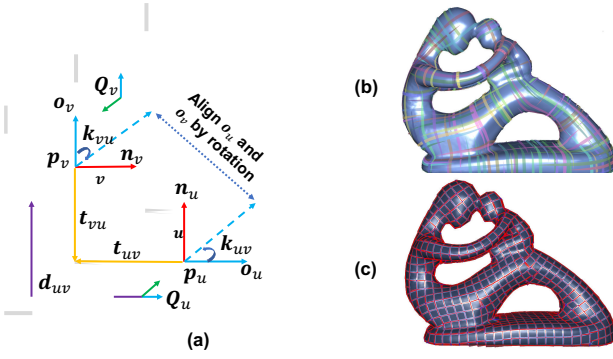 Q_v
o_v
k_vu
p_v
n_v
v
Align o_u and
o_v by rotation
n_u
t_vu
u
t_uv
k_uv
p_u
o_u
d_uv
Q_u
(a)
(b)
(c)